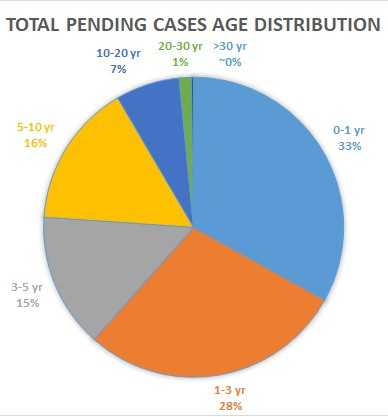 TOTAL PENDING CASES AGE DISTRIBUTION
20-30 yr
1%
>30 yr
~0%
10-20 yr
7%
0-1 yr
33%
5-10 yr
16%
3-5 yr
15%
1-3 yr
28%